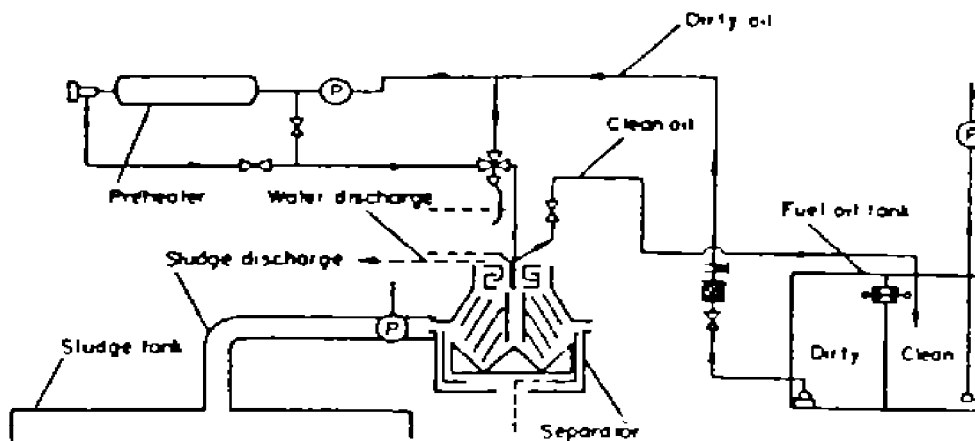 Dirty oil
P
Clean oil
P
Preheater
Water discharge
Fuel oil tank
Sludge discharge
P
Sludge tank
Dirty
Clean
Separator